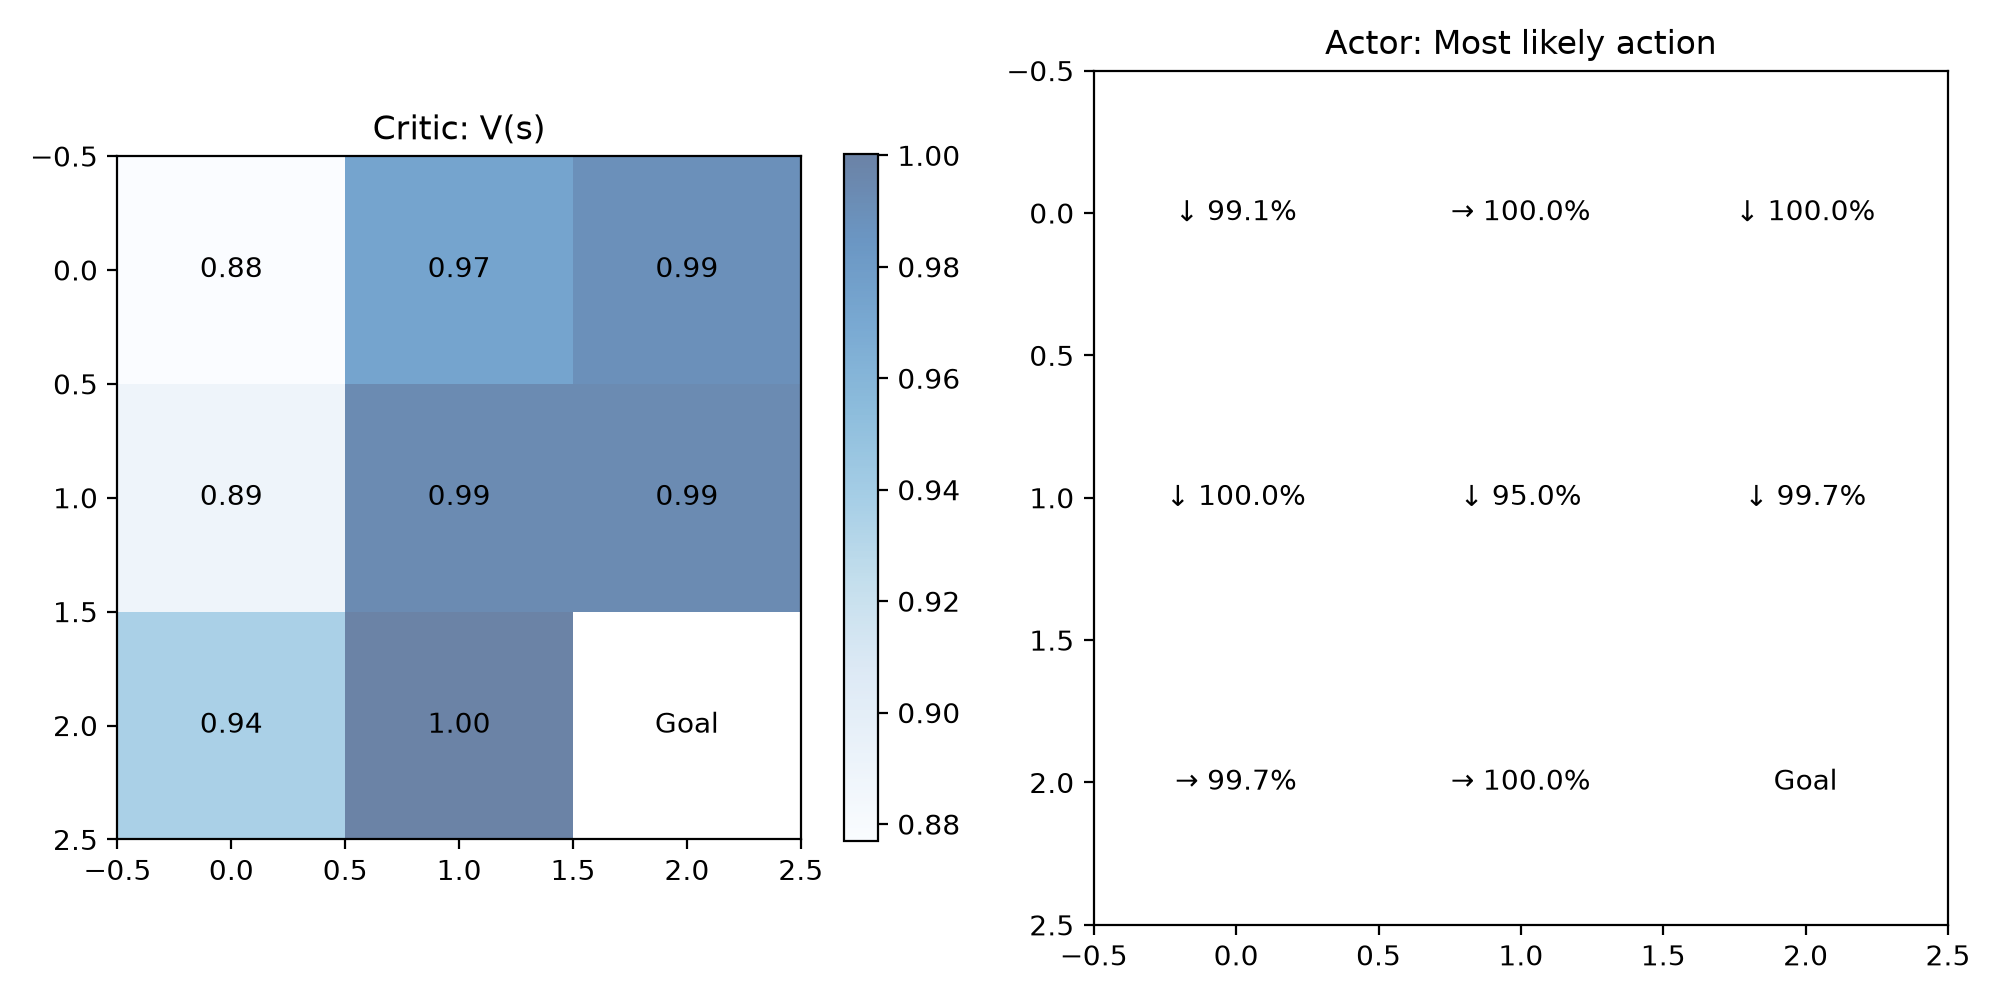 Critic: V(s)
−0.5
0.0
0.5
1.0
1.5
2.0
2.5
0.88 0.97 0.99
0.89 0.99 0.99
0.94 1.00 Goal
−0.5 0.0 0.5 1.0 1.5 2.0 2.5
1.00
0.98
0.96
0.94
0.92
0.90
0.88
Actor: Most likely action
−0.5
0.0
0.5
1.0
1.5
2.0
2.5
↓ 99.1% → 100.0% ↓ 100.0%
↓ 100.0% ↓ 95.0% ↓ 99.7%
→ 99.7% → 100.0% Goal
−0.5 0.0 0.5 1.0 1.5 2.0 2.5